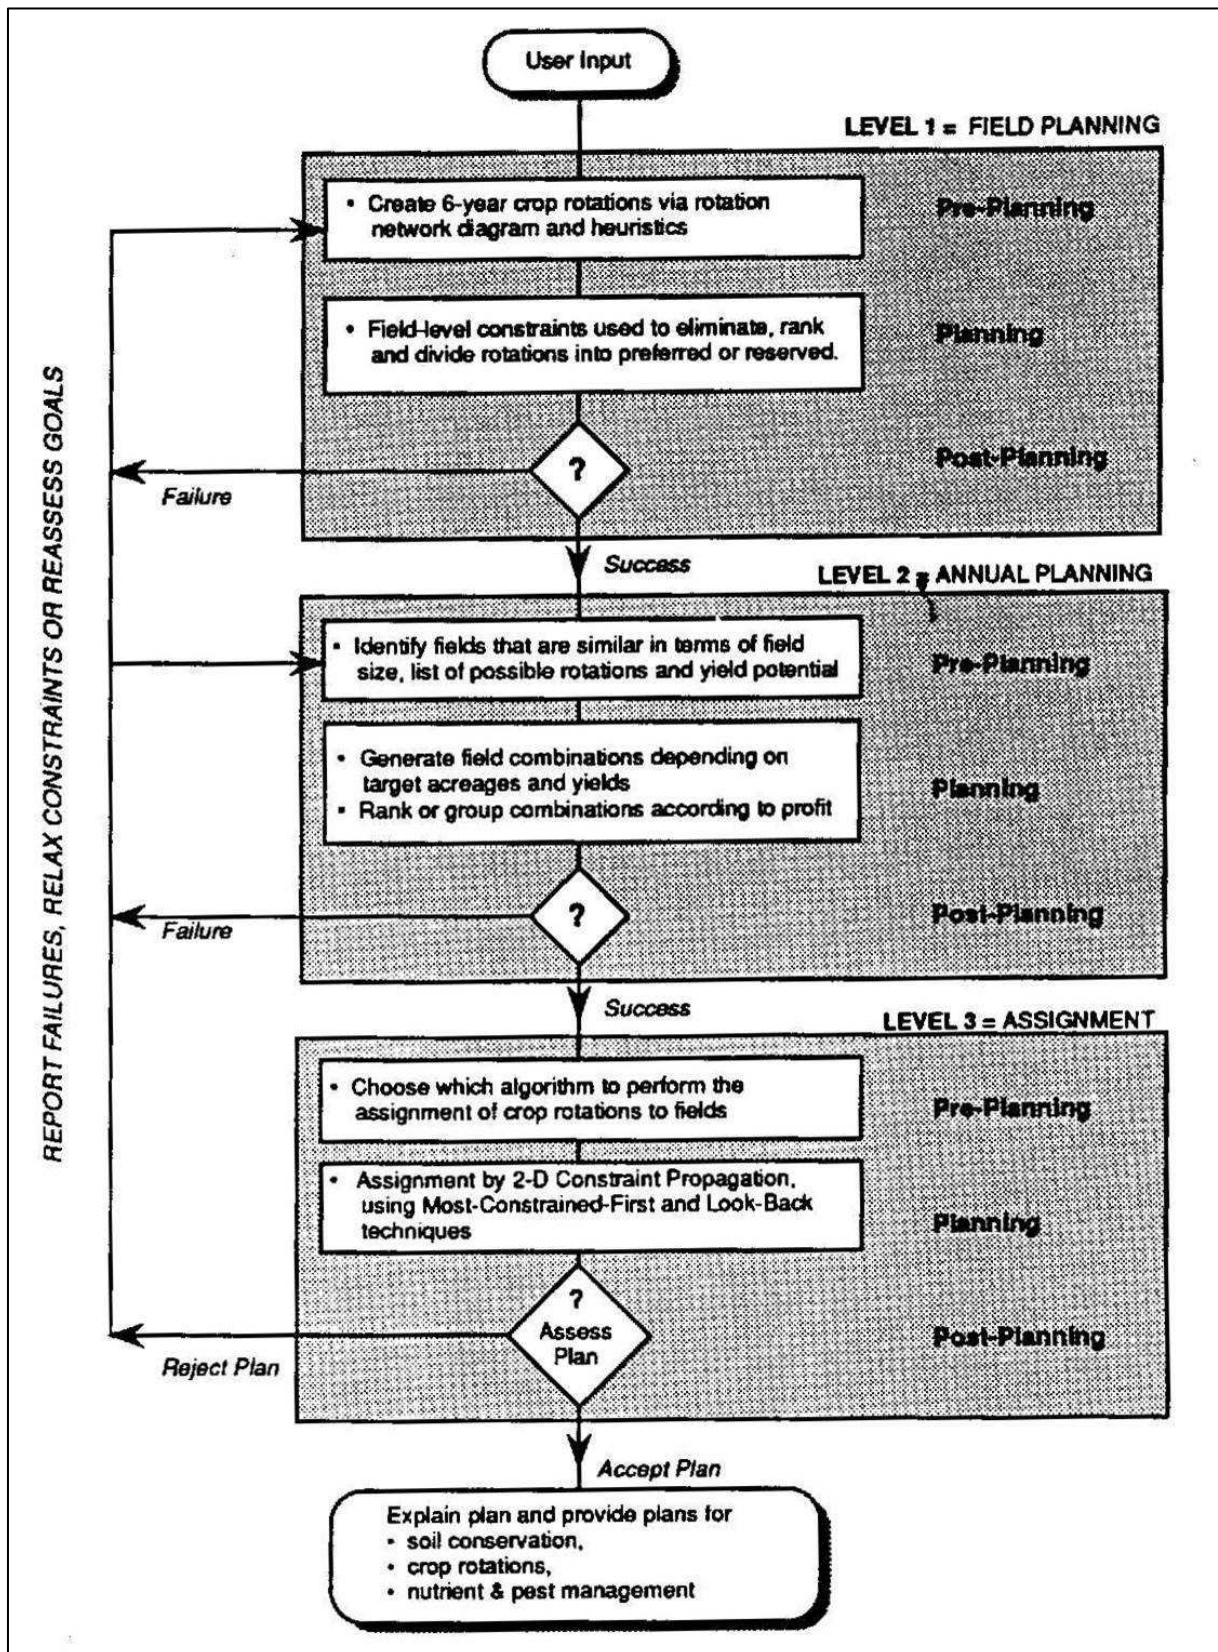 User Input
LEVEL 1 = FIELD PLANNING
• Create 6-year crop rotations via rotation
network diagram and heuristics
Pre-Planning
• Field-level constraints used to eliminate, rank
and divide rotations into preferred or reserved.
Planning
?
Post-Planning
Failure
Success
LEVEL 2 = ANNUAL PLANNING
• Identify fields that are similar in terms of field
size, list of possible rotations and yield potential
Pre-Planning
• Generate field combinations depending on
target acreages and yields
• Rank or group combinations according to profit
Planning
?
Post-Planning
Failure
Success
LEVEL 3 = ASSIGNMENT
• Choose which algorithm to perform the
assignment of crop rotations to fields
Pre-Planning
• Assignment by 2-D Constraint Propagation,
using Most-Constrained-First and Look-Back
techniques
Planning
?
Assess
Plan
Post-Planning
Reject Plan
Accept Plan
Explain plan and provide plans for
• soil conservation,
• crop rotations,
• nutrient & pest management
REPORT FAILURES, RELAX CONSTRAINTS OR REASSESS GOALS